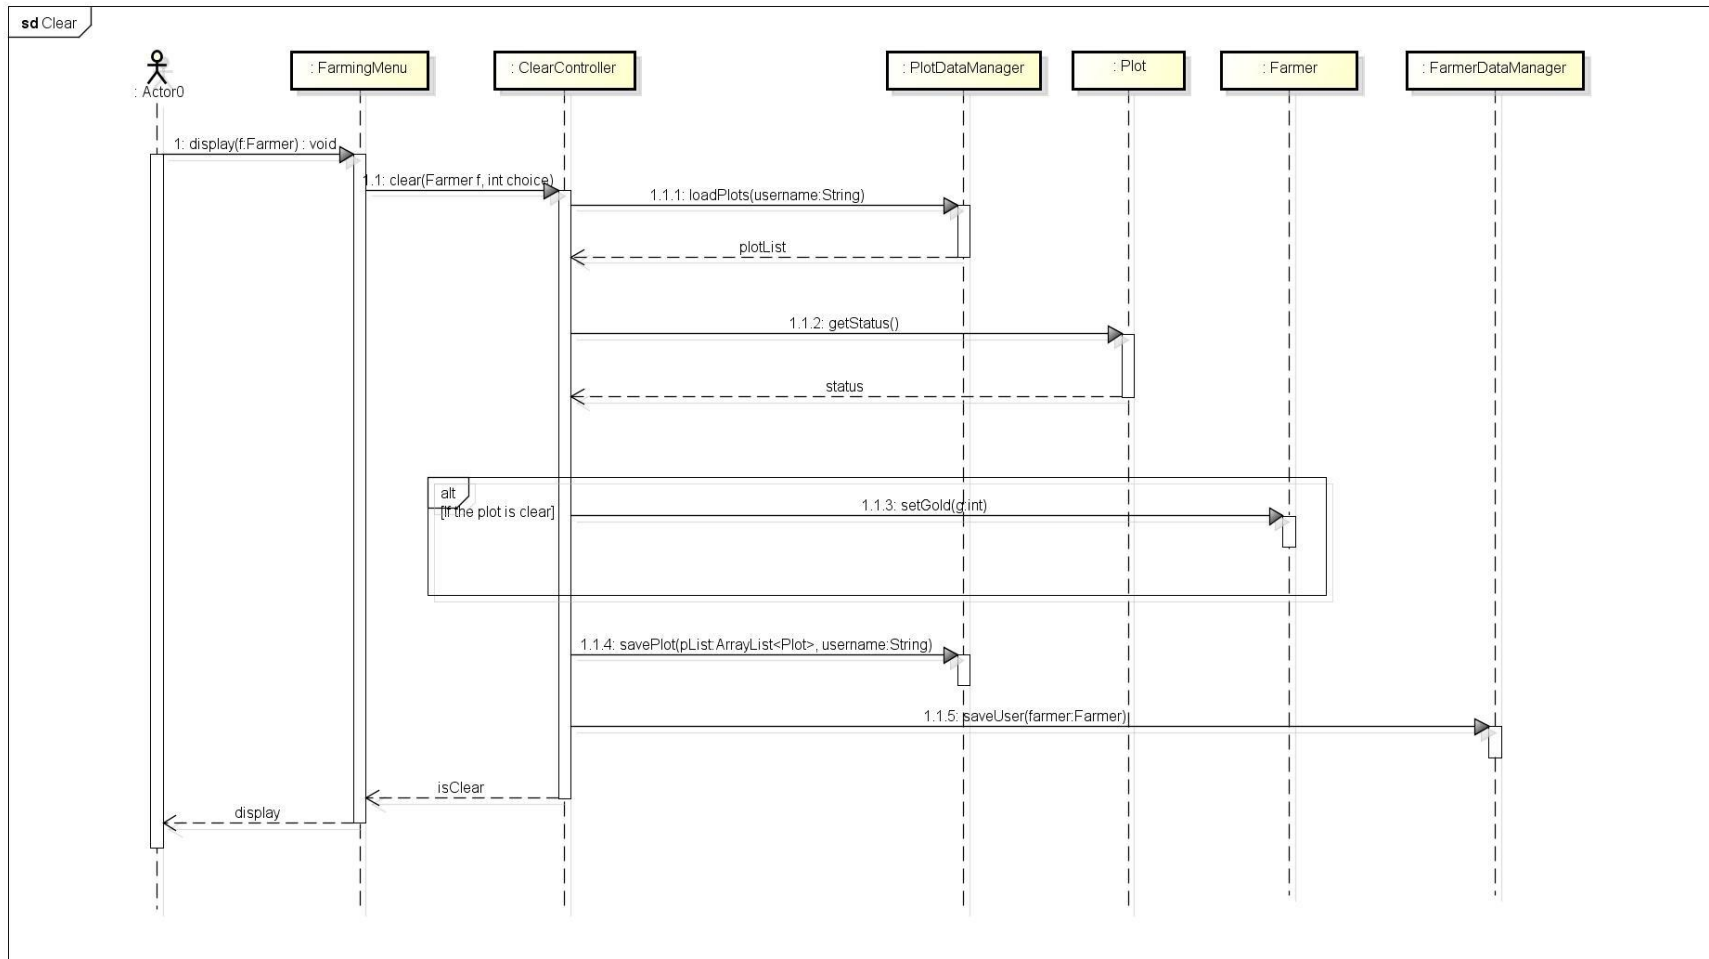 sd Clear
: Actor0
: FarmingMenu
: ClearController
: PlotDataManager
: Plot
: Farmer
: FarmerDataManager
1: display(f:Farmer) : void
1.1: clear(Farmer f, int choice)
1.1.1: loadPlots(username:String)
plotList
1.1.2: getStatus()
status
alt
[If the plot is clear]
1.1.3: setGold(g:int)
1.1.4: savePlot(pList:ArrayList<Plot>, username:String)
1.1.5: saveUser(farmer:Farmer)
isClear
display